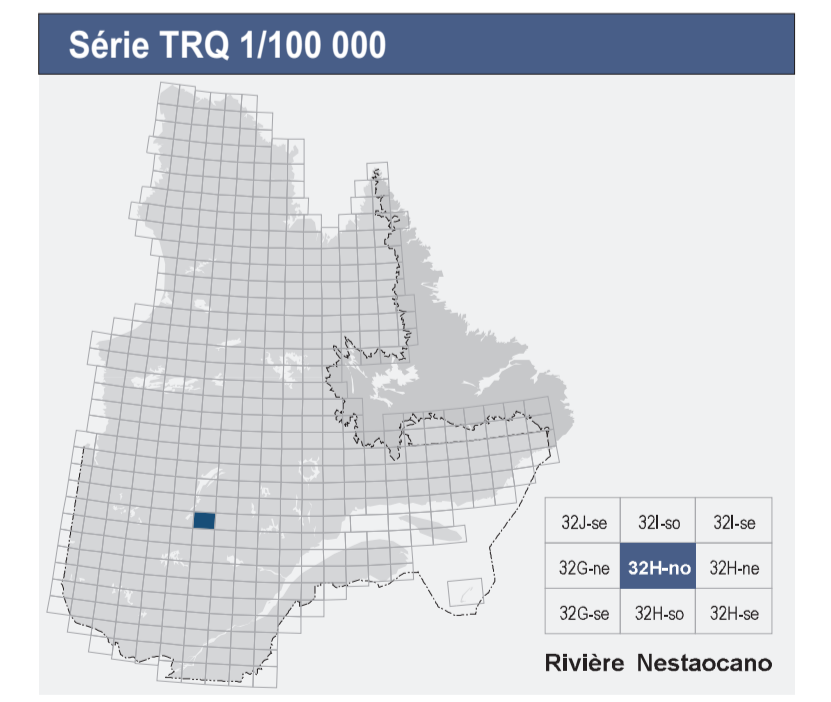 Série TRQ 1/100 000
32J-se 32I-so 32I-se
32G-ne 32H-no 32H-ne
32G-se 32H-so 32H-se
Rivière Nestaocano